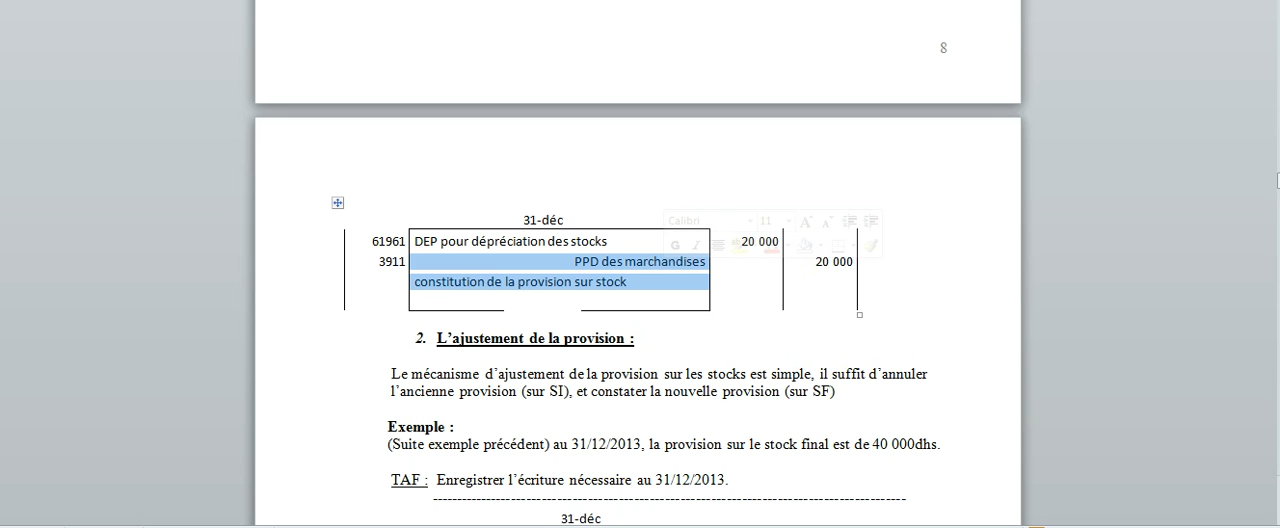 8
31-déc
Calibri 11 A A
61961 DEP pour dépréciation des stocks 20 000
G I
3911 PPD des marchandises 20 000
constitution de la provision sur stock
2. L’ajustement de la provision :
Le mécanisme d’ajustement de la provision sur les stocks est simple, il suffit d’annuler
l’ancienne provision (sur SI), et constater la nouvelle provision (sur SF)
Exemple :
(Suite exemple précédent) au 31/12/2013, la provision sur le stock final est de 40 000dhs.
TAF : Enregistrer l’écriture nécessaire au 31/12/2013.
31-déc